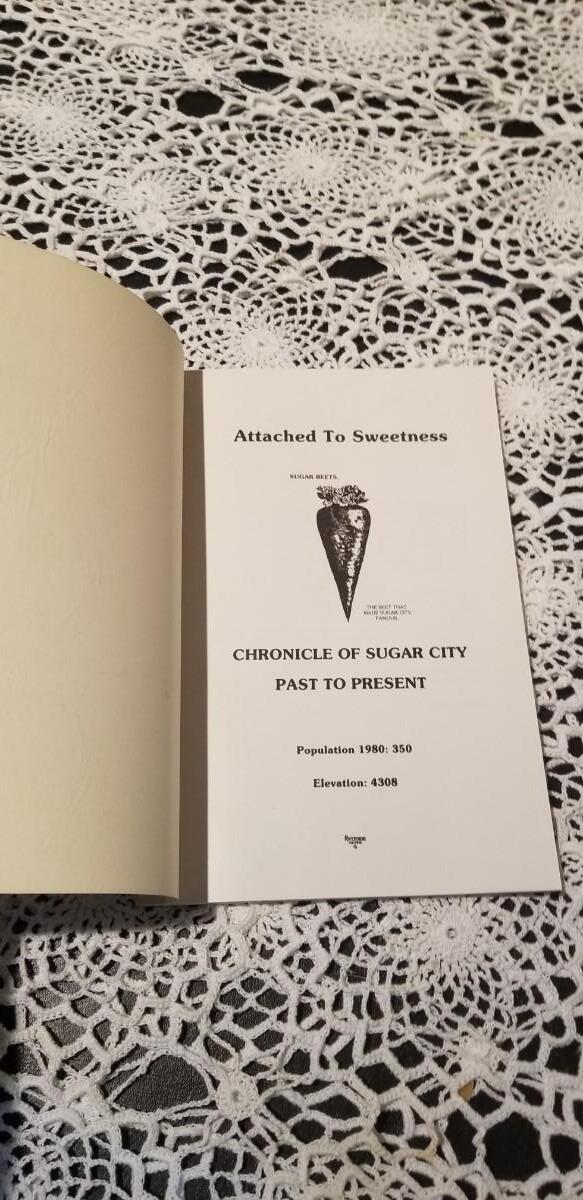 Attached To Sweetness
SUGAR BEETS.
THE BEET THAT
MADE SUGAR CITY
FAMOUS.
CHRONICLE OF SUGAR CITY
PAST TO PRESENT
Population 1980: 350
Elevation: 4308
RIVERSIDE